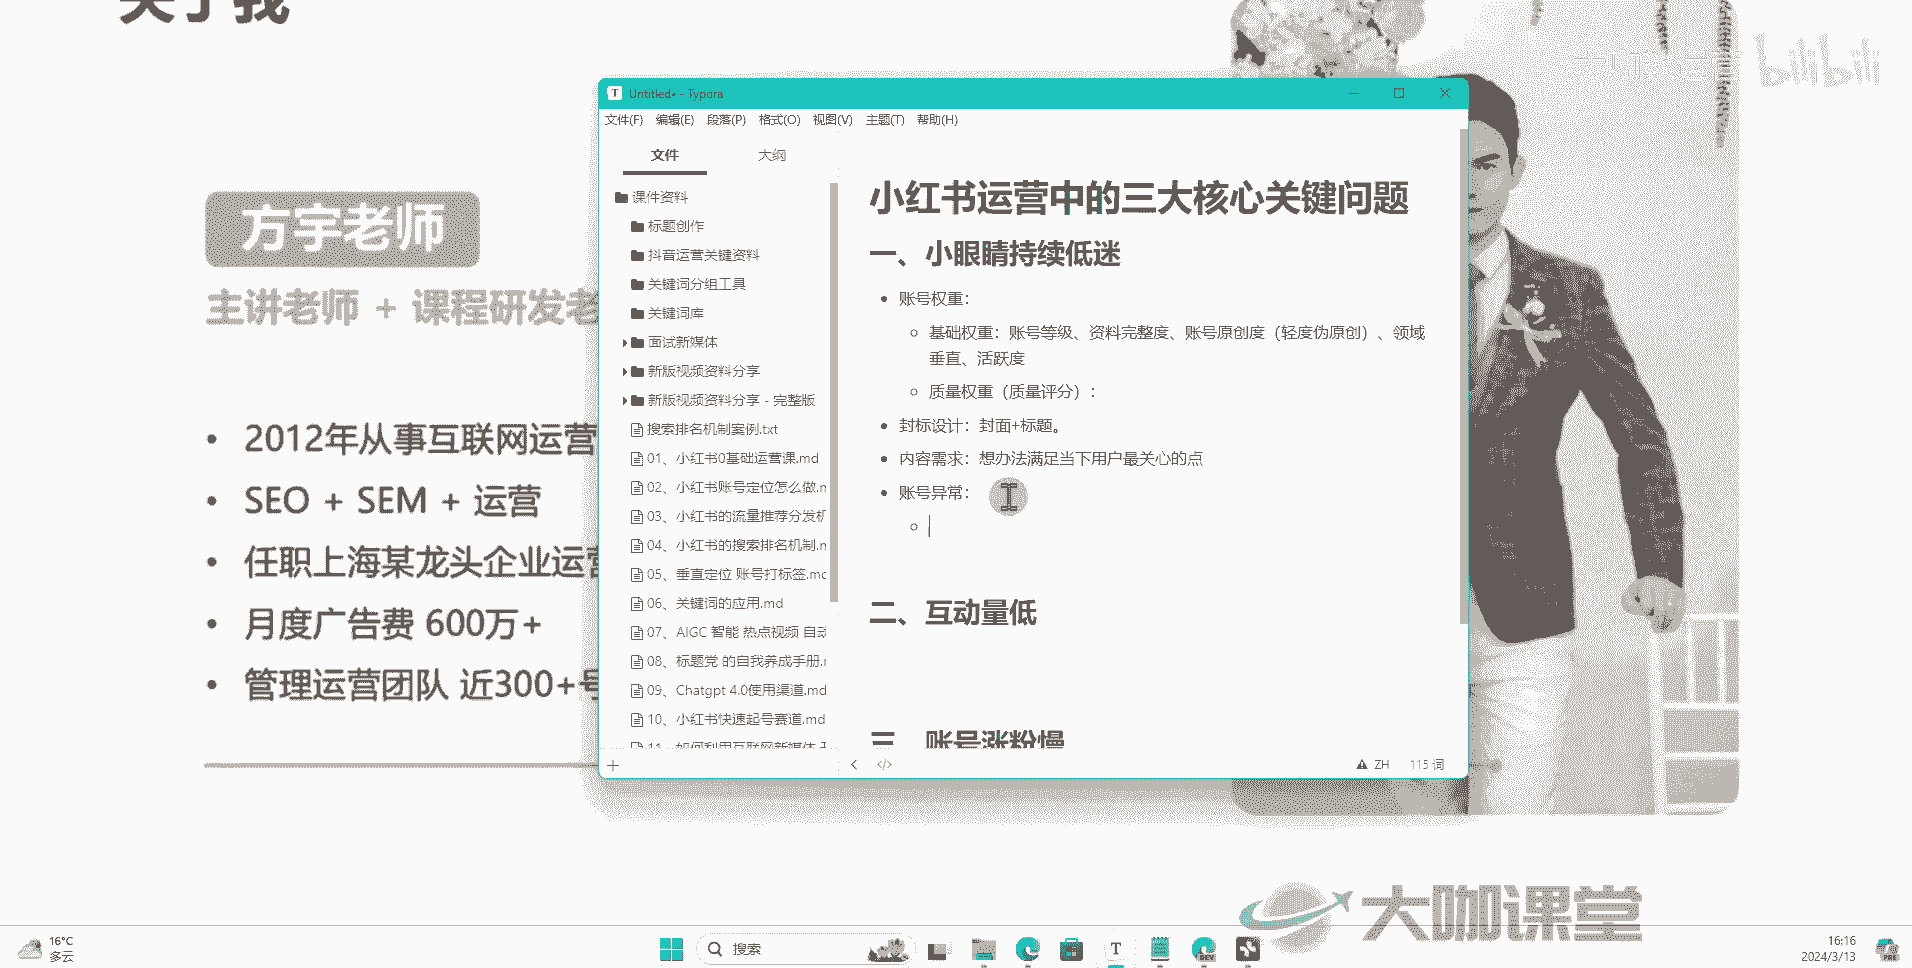 关于我
bilibili
方宇老师
主讲老师 + 课程研发老
• 2012年从事互联网运营
• SEO + SEM + 运营
• 任职上海某龙头企业运营
• 月度广告费 600万+
• 管理运营团队 近300+号
Untitled• - Typora
文件(F) 编辑(E) 段落(P) 格式(O) 视图(V) 主题(T) 帮助(H)
文件 大纲
课件资料
标题创作
抖音运营关键资料
关键词分组工具
关键词库
面试新媒体
新版视频资料分享
新版视频资料分享 - 完整版
搜索排名机制案例.txt
01、小红书0基础运营课.md
02、小红书账号定位怎么做.m
03、小红书的流量推荐分发机
04、小红书的搜索排名机制.m
05、垂直定位 账号打标签.md
06、关键词的应用.md
07、AIGC 智能 热点视频 自动
08、标题党 的自我养成手册.m
09、Chatgpt 4.0使用渠道.md
10、小红书快速起号赛道.md
11、如何利用互联网新媒体
小红书运营中的三大核心关键问题
一、小眼睛持续低迷
• 账号权重：
◦ 基础权重：账号等级、资料完整度、账号原创度（轻度伪原创）、领域
垂直、活跃度
◦ 质量权重（质量评分）：
• 封标设计：封面+标题。
• 内容需求：想办法满足当下用户最关心的点
• 账号异常：
二、互动量低
三、账号涨粉慢
ZH 115 词
大咖课堂
16°C
多云
搜索
T
DEV
16:16
2024/3/13
PRE